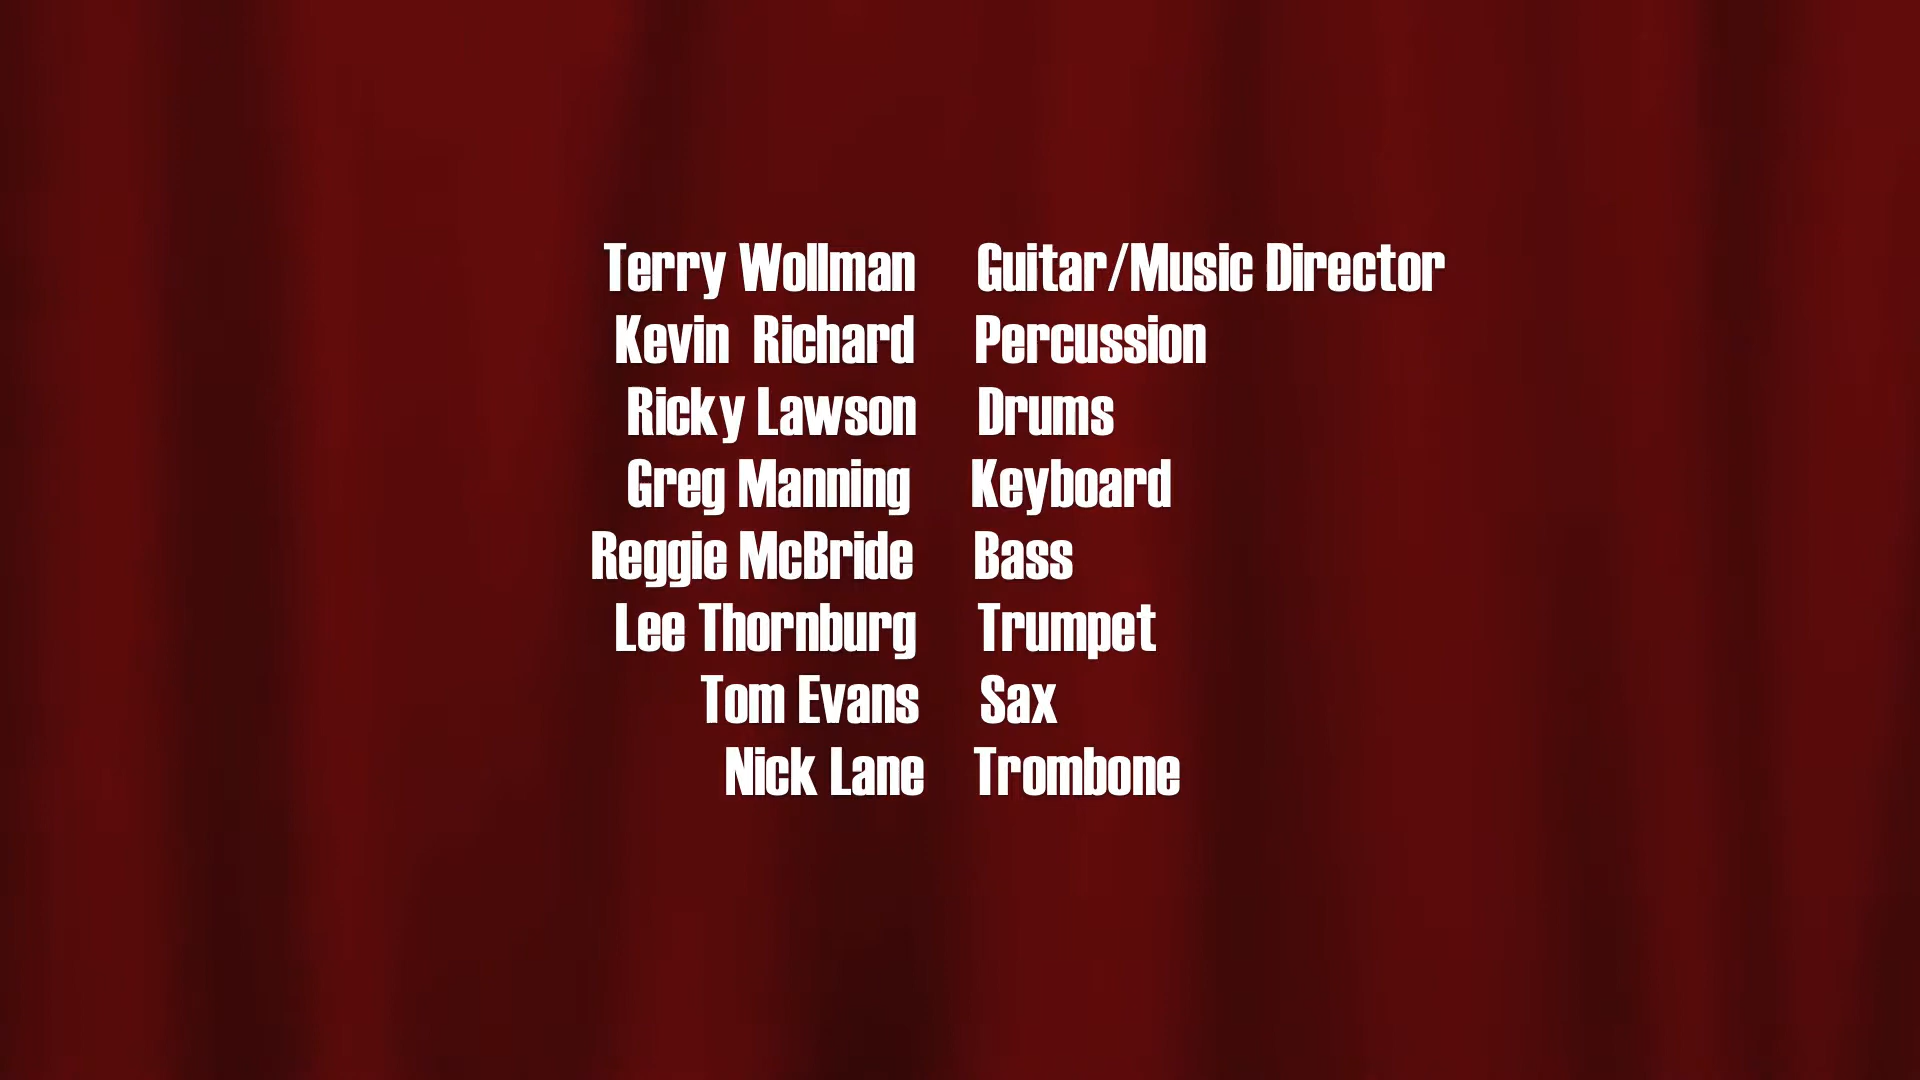 Terry Wollman Guitar/Music Director
Kevin Richard Percussion
Ricky Lawson Drums
Greg Manning Keyboard
Reggie McBride Bass
Lee Thornburg Trumpet
Tom Evans Sax
Nick Lane Trombone